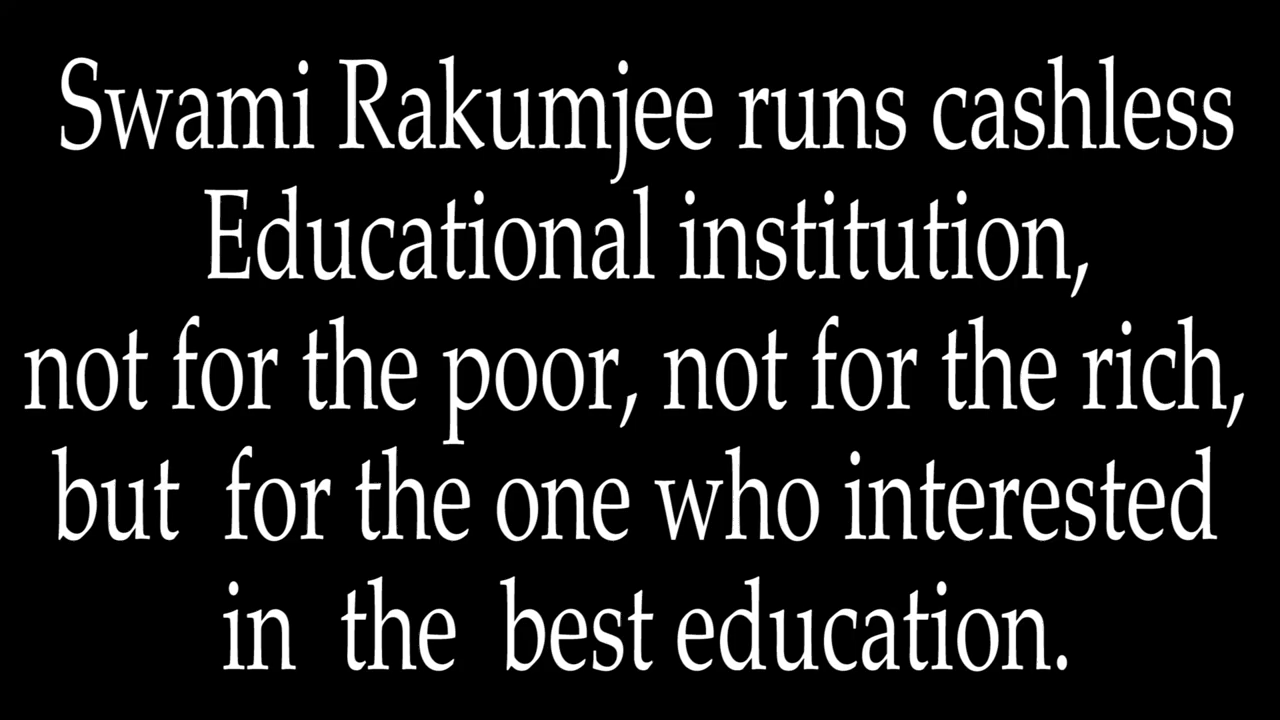 Swami Rakumjee runs cashless
Educational institution,
not for the poor, not for the rich,
but for the one who interested
in the best education.